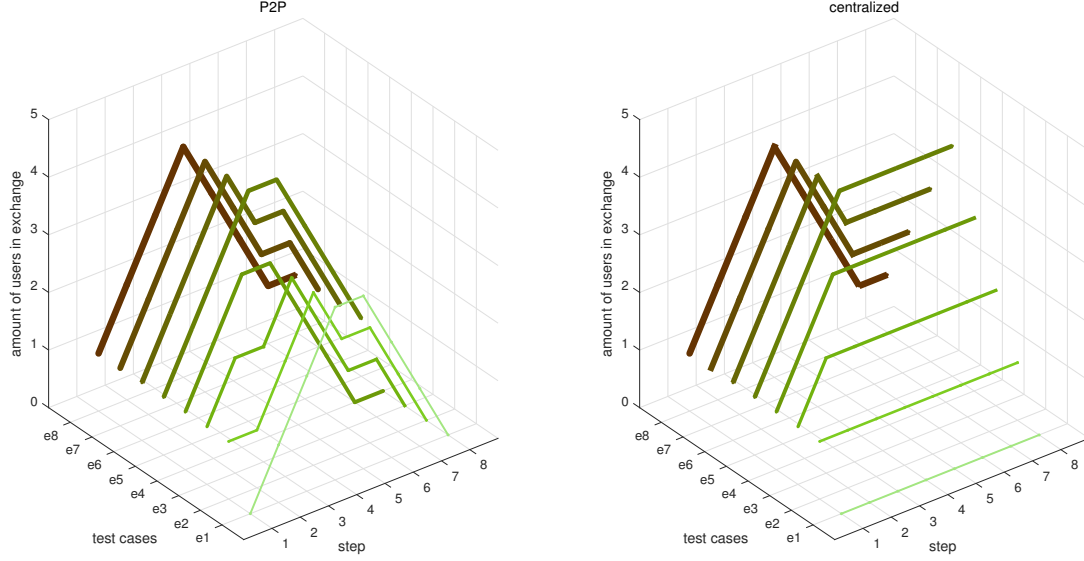 P2P
amount of users in exchange
5
4
3
2
1
0
e8
e7
e6
e5
e4
e3
e2
e1
test cases
1
2
3
4
5
6
7
8
step
centralized
amount of users in exchange
5
4
3
2
1
0
e8
e7
e6
e5
e4
e3
e2
e1
test cases
1
2
3
4
5
6
7
8
step